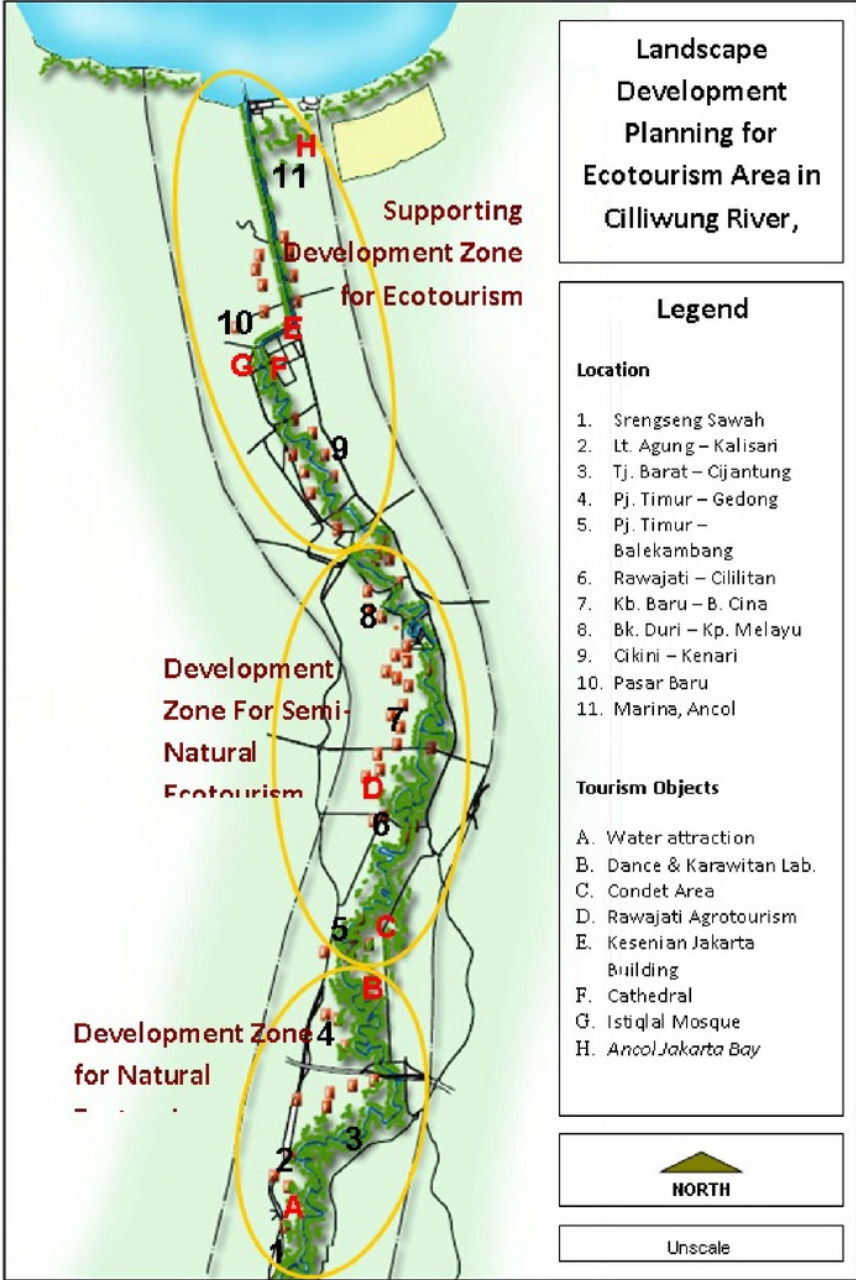 Landscape
Development
Planning for
Ecotourism Area in
Cilliwung River,
H
11
Supporting
Development Zone
for Ecotourism
10
E
G
F
9
8
Development
Zone For Semi-
Natural
Ecotourism
7
D
6
5
C
B
Development Zone
4
for Natural
3
2
A
1
Legend
Location
1. Srengseng Sawah
2. Lt. Agung – Kalisari
3. Tj. Barat – Cijantung
4. Pj. Timur – Gedong
5. Pj. Timur –
Balekambang
6. Rawajati – Cililitan
7. Kb. Baru – B. Cina
8. Bk. Duri – Kp. Melayu
9. Cikini – Kenari
10. Pasar Baru
11. Marina, Ancol
Tourism Objects
A. Water attraction
B. Dance & Karawitan Lab.
C. Condet Area
D. Rawajati Agrotourism
E. Kesenian Jakarta
Building
F. Cathedral
G. Istiqlal Mosque
H. Ancol Jakarta Bay
NORTH
Unscale